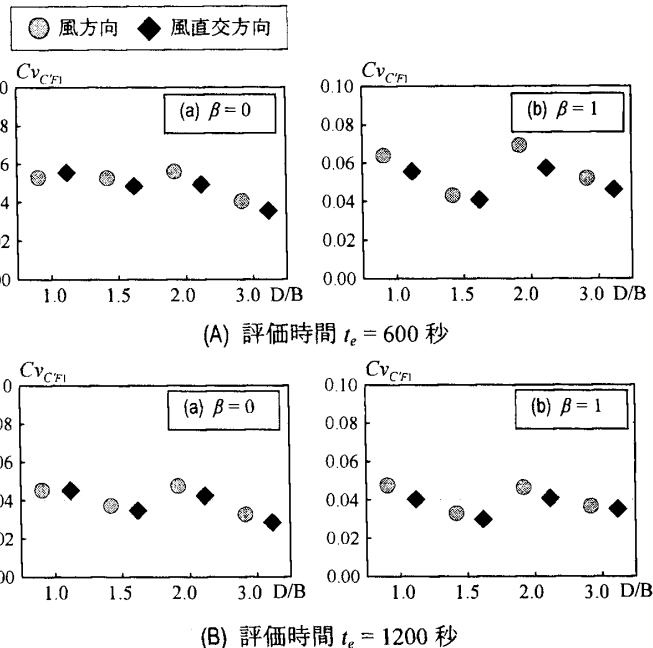 風方向 風直交方向
Cv_{C'F1}
(a) β = 0
1.0 1.5 2.0 3.0 D/B
Cv_{C'F1}
0.10
(b) β = 1
0.08
0.06
0.04
0.02
0.00
1.0 1.5 2.0 3.0 D/B
(A) 評価時間 t_e = 600 秒
Cv_{C'F1}
(a) β = 0
1.0 1.5 2.0 3.0 D/B
Cv_{C'F1}
0.10
(b) β = 1
0.08
0.06
0.04
0.02
0.00
1.0 1.5 2.0 3.0 D/B
(B) 評価時間 t_e = 1200 秒